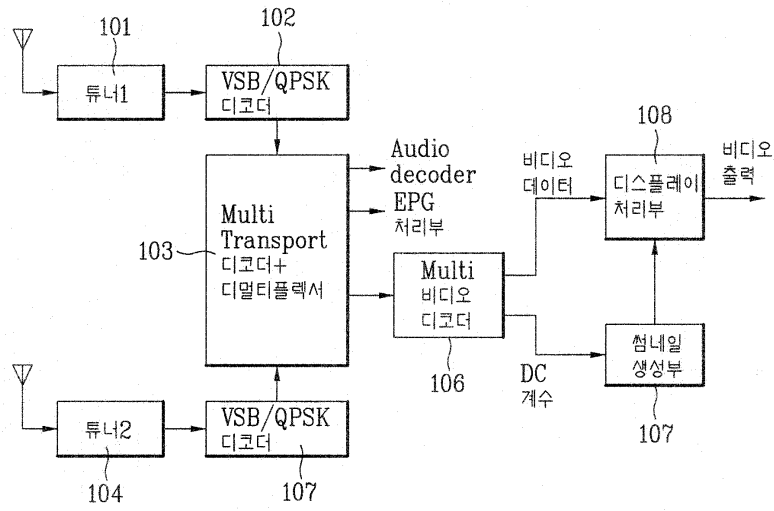 101
튜너1
102
VSB/QPSK
디코더
103
Multi
Transport
디코더+
디멀티플렉서
Audio
decoder
EPG
처리부
Multi
비디오
디코더
106
비디오
데이터
DC
계수
108
디스플레이
처리부
비디오
출력
썸네일
생성부
107
튜너2
104
VSB/QPSK
디코더
107